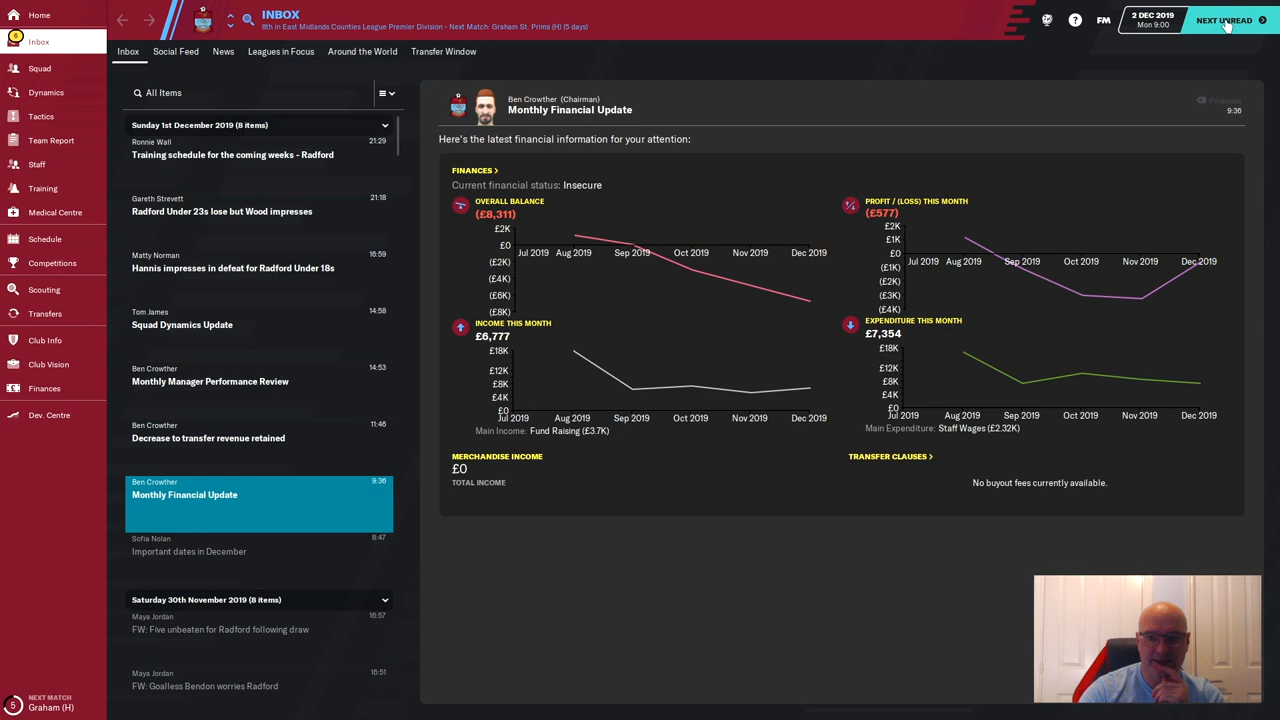 Home
6
Inbox
Squad
Dynamics
Tactics
Team Report
Staff
Training
Medical Centre
Schedule
Competitions
Scouting
Transfers
Club Info
Club Vision
Finances
Dev. Centre
5
NEXT MATCH
Graham (H)
INBOX
8th in East Midlands Counties League Premier Division - Next Match: Graham St. Prims (H) (5 days)
?
FM
2 DEC 2019
Mon 9:00
NEXT UNREAD
Inbox
Social Feed
News
Leagues in Focus
Around the World
Transfer Window
All Items
Sunday 1st December 2019 (8 items)
Ronnie Wall 21:29
Training schedule for the coming weeks - Radford
Gareth Strevett 21:18
Radford Under 23s lose but Wood impresses
Matty Norman 16:59
Hannis impresses in defeat for Radford Under 18s
Tom James 14:58
Squad Dynamics Update
Ben Crowther 14:53
Monthly Manager Performance Review
Ben Crowther 11:46
Decrease to transfer revenue retained
Ben Crowther 9:36
Monthly Financial Update
Sofia Nolan 8:47
Important dates in December
Saturday 30th November 2019 (8 items)
Maya Jordan 16:57
FW: Five unbeaten for Radford following draw
Maya Jordan 16:51
FW: Goalless Bendon worries Radford
Ben Crowther (Chairman)
Monthly Financial Update
Finances
9:36
Here's the latest financial information for your attention:
FINANCES >
Current financial status: Insecure
OVERALL BALANCE
(£8,311)
£2K
£0
(£2K)
(£4K)
(£6K)
(£8K)
Jul 2019 Aug 2019 Sep 2019 Oct 2019 Nov 2019 Dec 2019
PROFIT / (LOSS) THIS MONTH
(£577)
£2K
£1K
£0
(£1K)
(£2K)
(£3K)
(£4K)
Jul 2019 Aug 2019 Sep 2019 Oct 2019 Nov 2019 Dec 2019
INCOME THIS MONTH
£6,777
£18K
£12K
£8K
£4K
£0
Jul 2019 Aug 2019 Sep 2019 Oct 2019 Nov 2019 Dec 2019
Main Income: Fund Raising (£3.7K)
EXPENDITURE THIS MONTH
£7,354
£18K
£12K
£8K
£4K
£0
Jul 2019 Aug 2019 Sep 2019 Oct 2019 Nov 2019 Dec 2019
Main Expenditure: Staff Wages (£2.32K)
MERCHANDISE INCOME
£0
TOTAL INCOME
TRANSFER CLAUSES >
No buyout fees currently available.